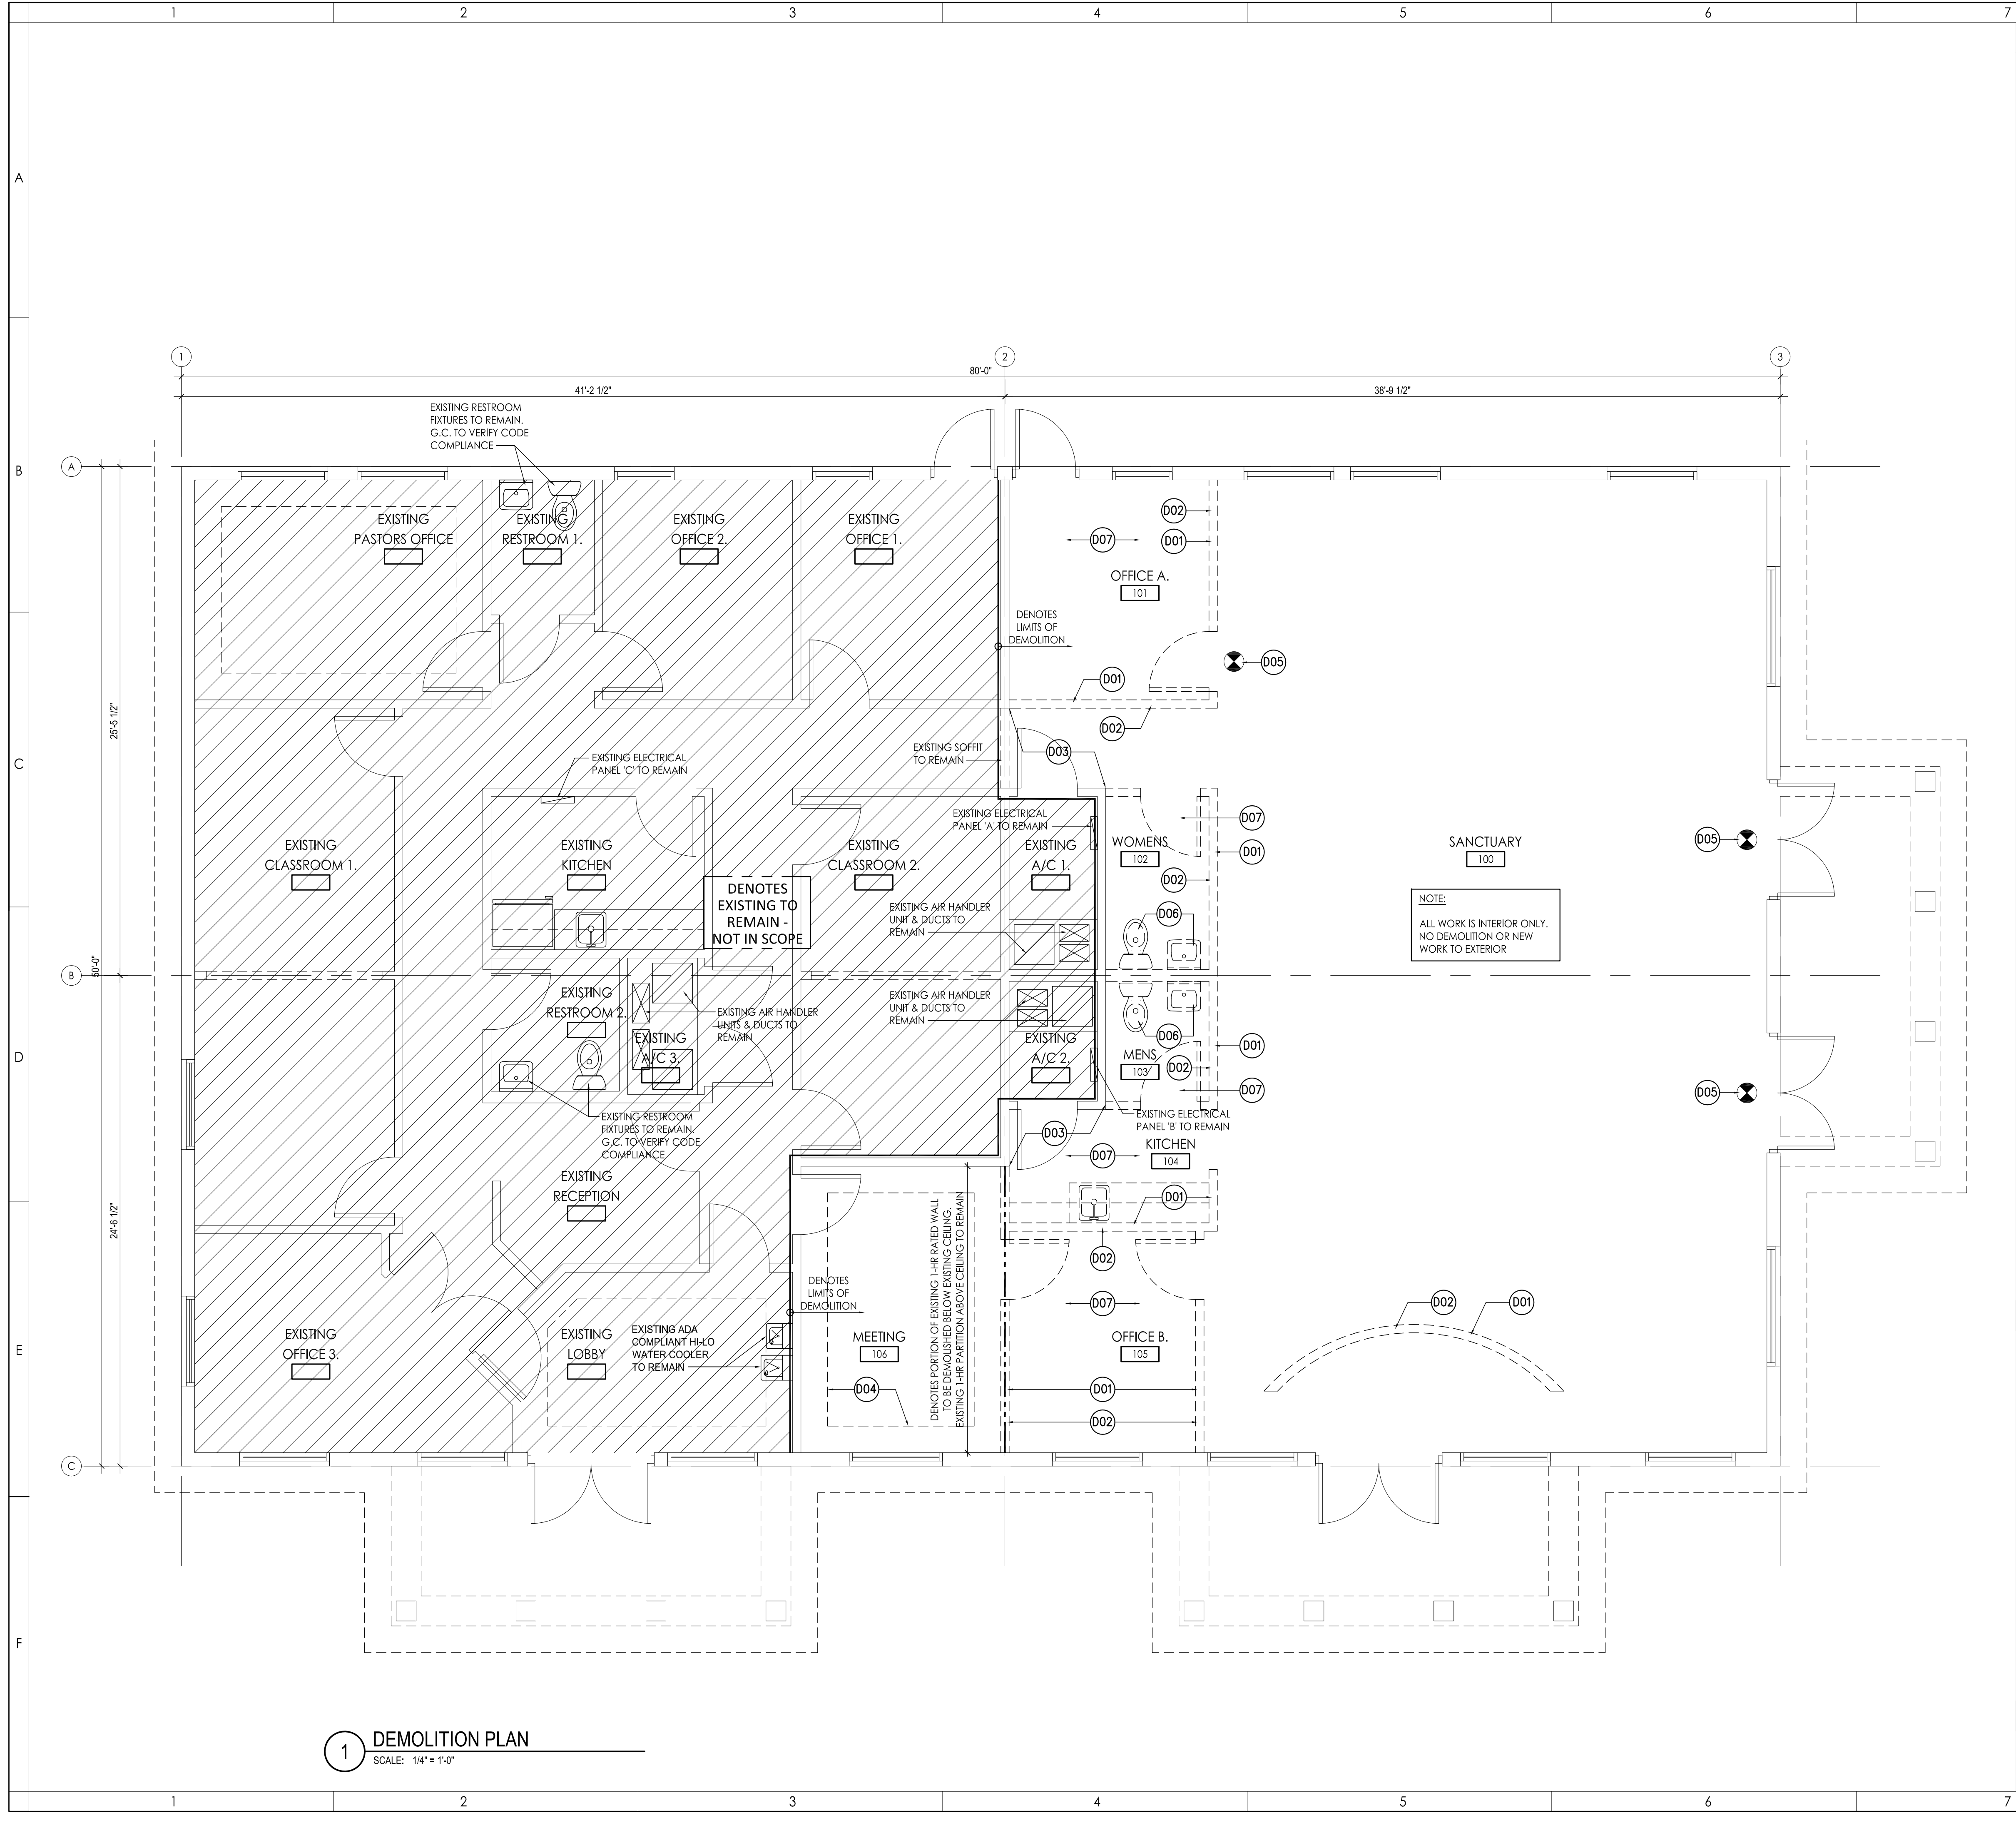 1 2 3 4 5 6 7
A
B
C
D
E
F
1
2
3
80'-0"
41'-2 1/2"
38'-9 1/2"
EXISTING RESTROOM
FIXTURES TO REMAIN.
G.C. TO VERIFY CODE
COMPLIANCE
A
B
C
25'-5 1/2"
50'-0"
24'-6 1/2"
EXISTING
PASTORS OFFICE
EXISTING
RESTROOM 1.
EXISTING
OFFICE 2.
EXISTING
OFFICE 1.
D02
D07
D01
OFFICE A.
101
DENOTES
LIMITS OF
DEMOLITION
D05
D01
D02
D03
EXISTING SOFFIT
TO REMAIN
EXISTING ELECTRICAL
PANEL 'C' TO REMAIN
EXISTING ELECTRICAL
PANEL 'A' TO REMAIN
EXISTING
CLASSROOM 1.
EXISTING
KITCHEN
DENOTES
EXISTING TO
REMAIN -
NOT IN SCOPE
EXISTING
CLASSROOM 2.
EXISTING
A/C 1.
WOMENS
102
D07
D01
D02
D06
SANCTUARY
100
D05
NOTE:
ALL WORK IS INTERIOR ONLY.
NO DEMOLITION OR NEW
WORK TO EXTERIOR
EXISTING AIR HANDLER
UNIT & DUCTS TO
REMAIN
EXISTING AIR HANDLER
UNIT & DUCTS TO
REMAIN
EXISTING
RESTROOM 2.
EXISTING AIR HANDLER
UNITS & DUCTS TO
REMAIN
EXISTING
A/C 3.
EXISTING
A/C 2.
D06
D01
MENS
103
D02
D07
D05
EXISTING RESTROOM
FIXTURES TO REMAIN.
G.C. TO VERIFY CODE
COMPLIANCE
EXISTING ELECTRICAL
PANEL 'B' TO REMAIN
D03
KITCHEN
104
D07
D01
D02
EXISTING
RECEPTION
DENOTES PORTION OF EXISTING 1-HR RATED WALL
TO BE DEMOLISHED BELOW EXISTING CEILING.
EXISTING 1-HR PARTITION ABOVE CEILING TO REMAIN
DENOTES
LIMITS OF
DEMOLITION
D07
D02
D01
EXISTING
OFFICE 3.
EXISTING
LOBBY
EXISTING ADA
COMPLIANT HI-LO
WATER COOLER
TO REMAIN
MEETING
106
D04
OFFICE B.
105
D01
D02
1
DEMOLITION PLAN
SCALE: 1/4" = 1'-0"
1 2 3 4 5 6 7